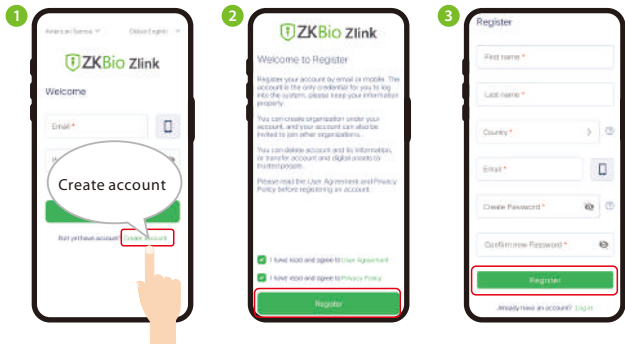 1
American Samoa
Global English
ZKBio Zlink
Welcome
Email *
Create account
Create account
2
ZKBio Zlink
Welcome to Register
Register your account by email or mobile. The
account is the only credential for you to log
into the system, please keep your information
properly.
You can create organization under your
account, and your account can also be
invited to join other organizations.
You can delete account and its information,
or transfer account and digital assets to
trusted people.
Please read the User Agreement and Privacy
Policy before registering an account.
I have read and agree to User Agreement
I have read and agree to Privacy Policy
Register
3
Register
First name *
Last name *
Country *
Email *
Create Password *
Confirm new Password *
Register
Already have an account? Log in